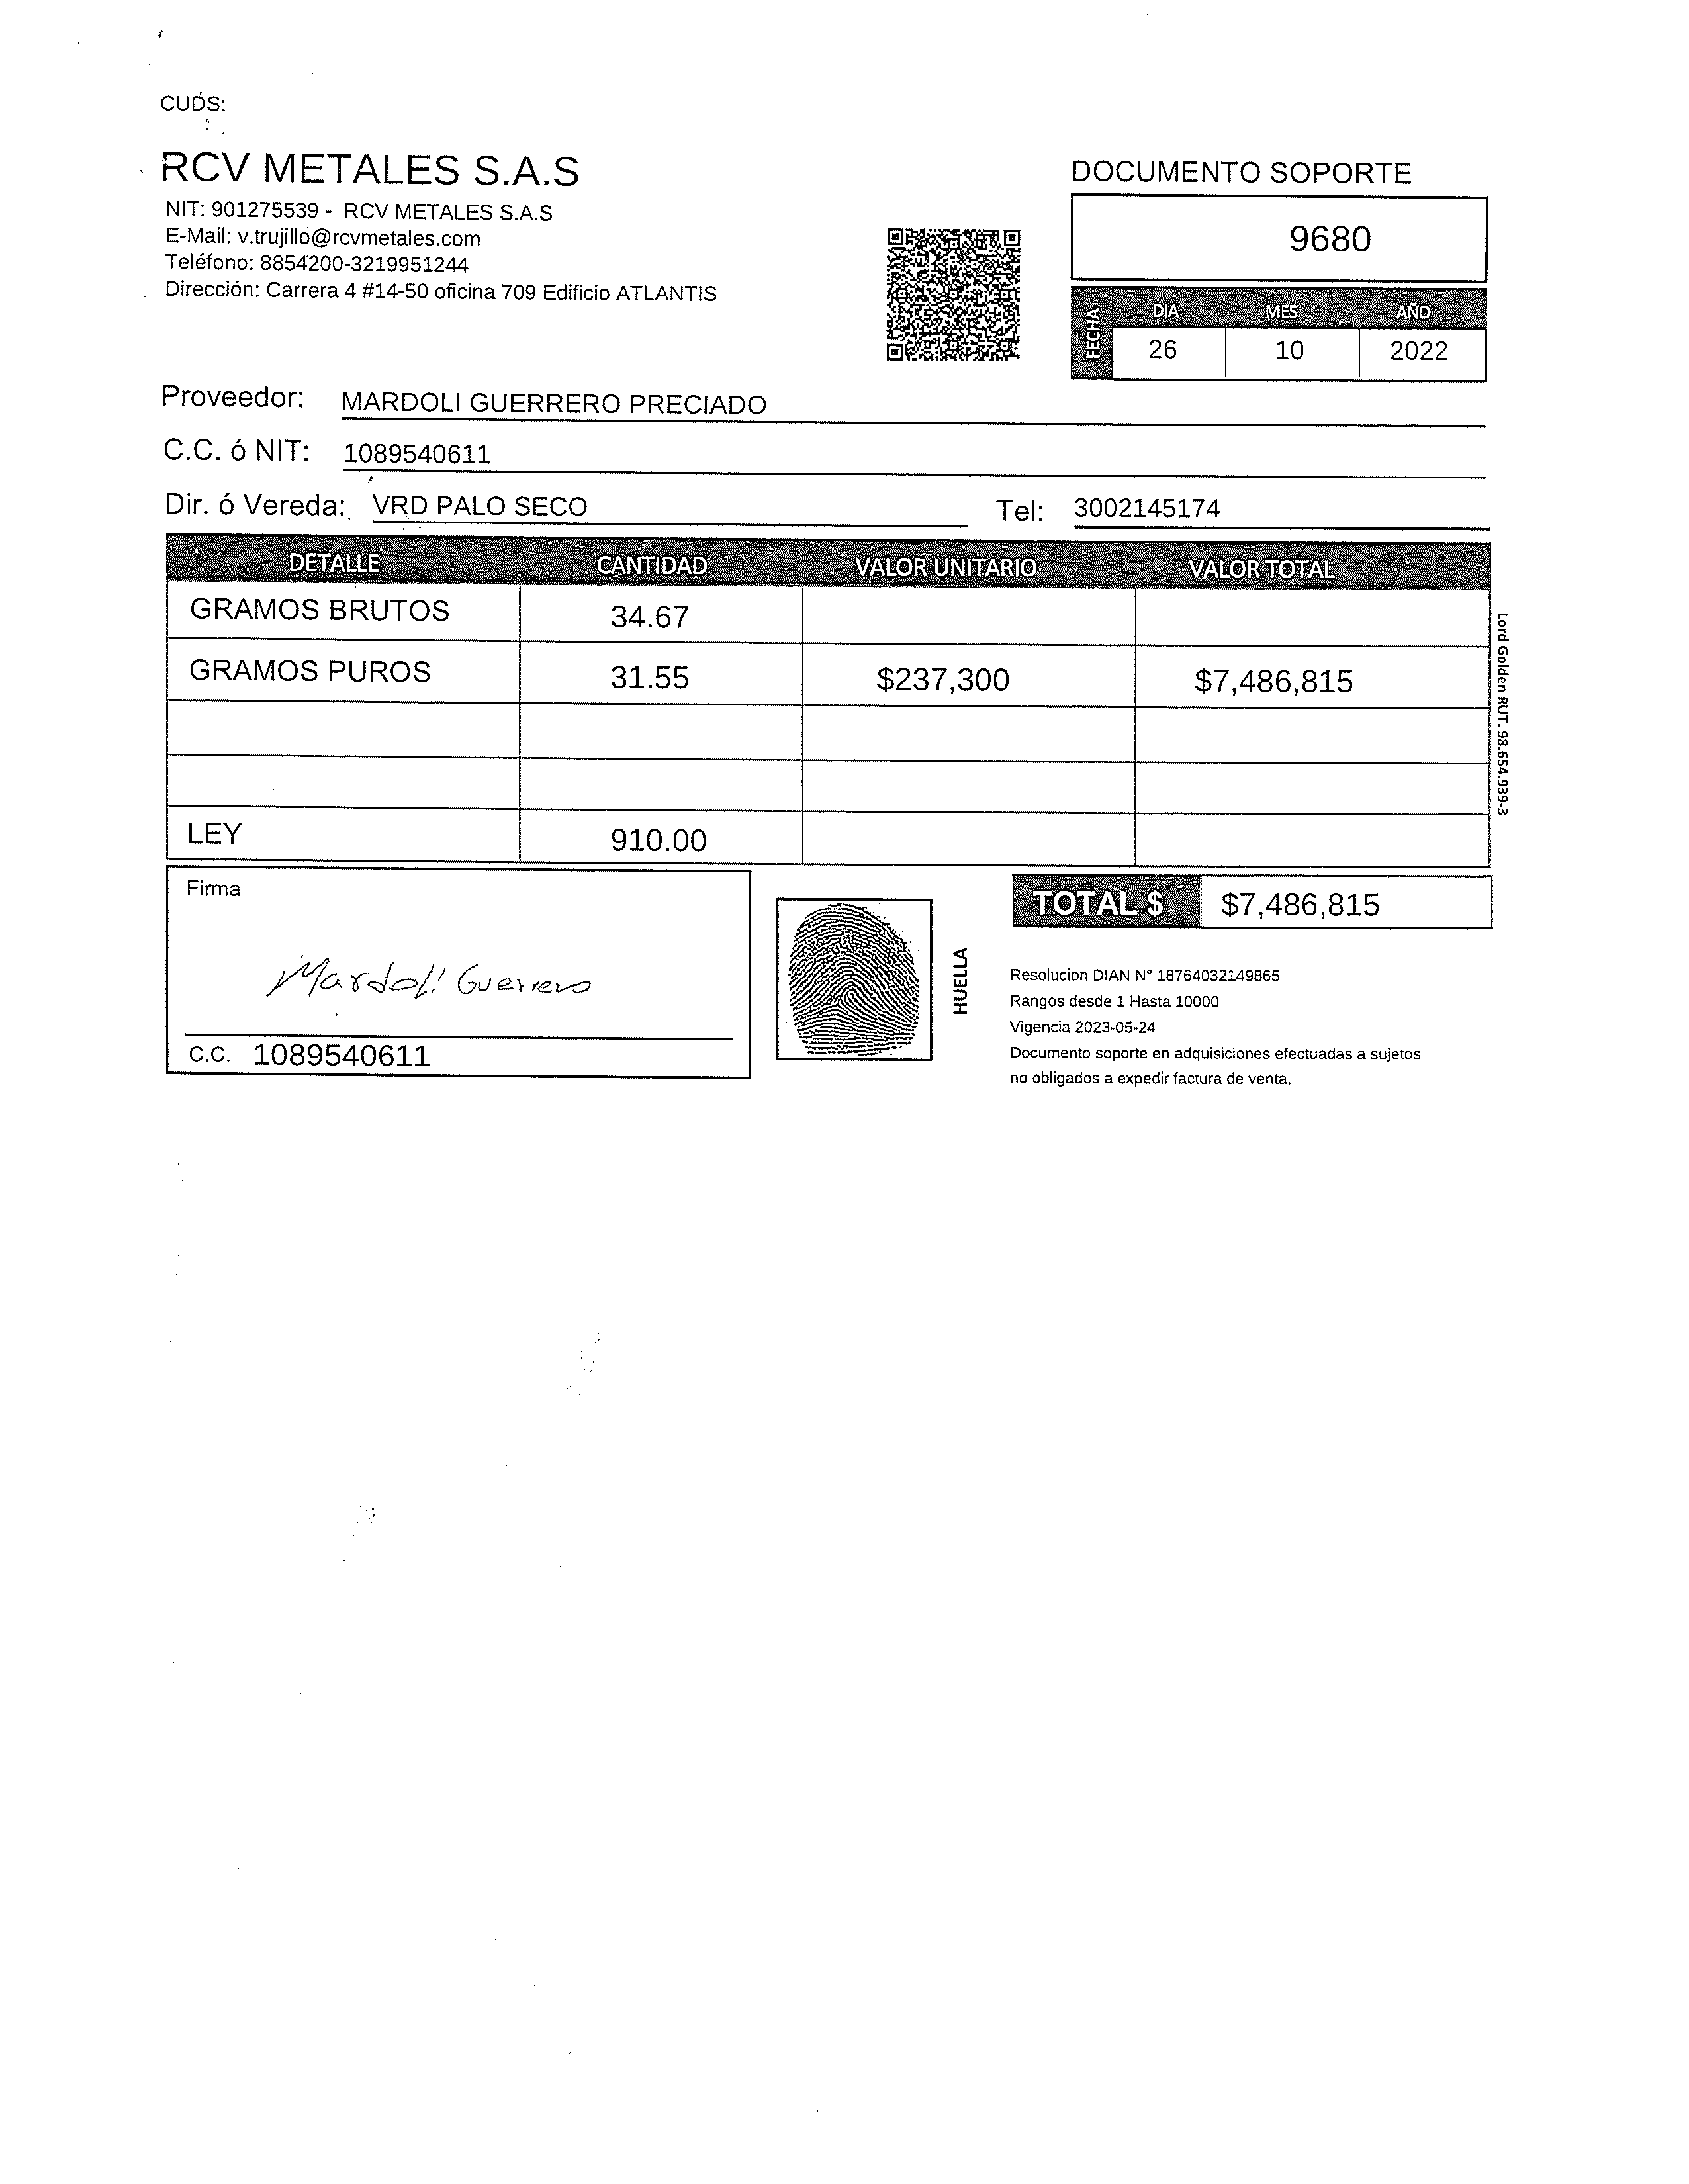 CUDS:
RCV METALES S.A.S
NIT: 901275539 - RCV METALES S.A.S
E-Mail: v.trujillo@rcvmetales.com
Teléfono: 8854200-3219951244
Dirección: Carrera 4 #14-50 oficina 709 Edificio ATLANTIS
DOCUMENTO SOPORTE
9680
FECHA
DIA MES AÑO
26 10 2022
Proveedor: MARDOLI GUERRERO PRECIADO
C.C. ó NIT: 1089540611
Dir. ó Vereda: VRD PALO SECO Tel: 3002145174
DETALLE CANTIDAD VALOR UNITARIO VALOR TOTAL
GRAMOS BRUTOS 34.67
GRAMOS PUROS 31.55 $237,300 $7,486,815
LEY 910.00
Lord Golden RUT. 98.654.939-3
Firma
Mardoli Guerrero
C.C. 1089540611
HUELLA
TOTAL $ $7,486,815
Resolucion DIAN N° 18764032149865
Rangos desde 1 Hasta 10000
Vigencia 2023-05-24
Documento soporte en adquisiciones efectuadas a sujetos
no obligados a expedir factura de venta.